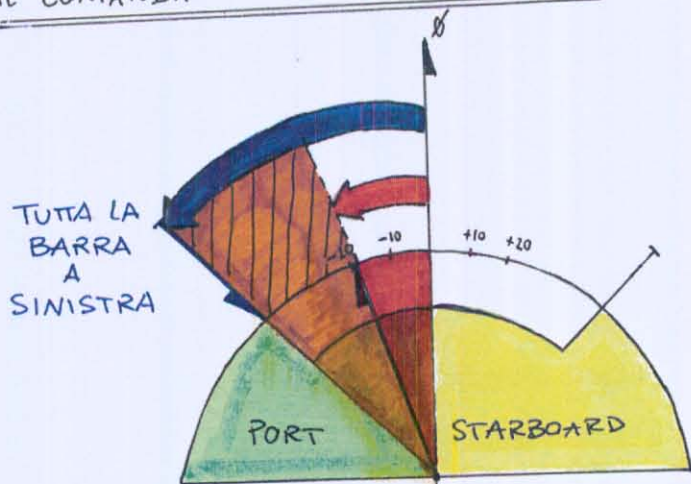 Ø
TUTTA LA
BARRA
A
SINISTRA
-10
+10
+20
PORT
STARBOARD